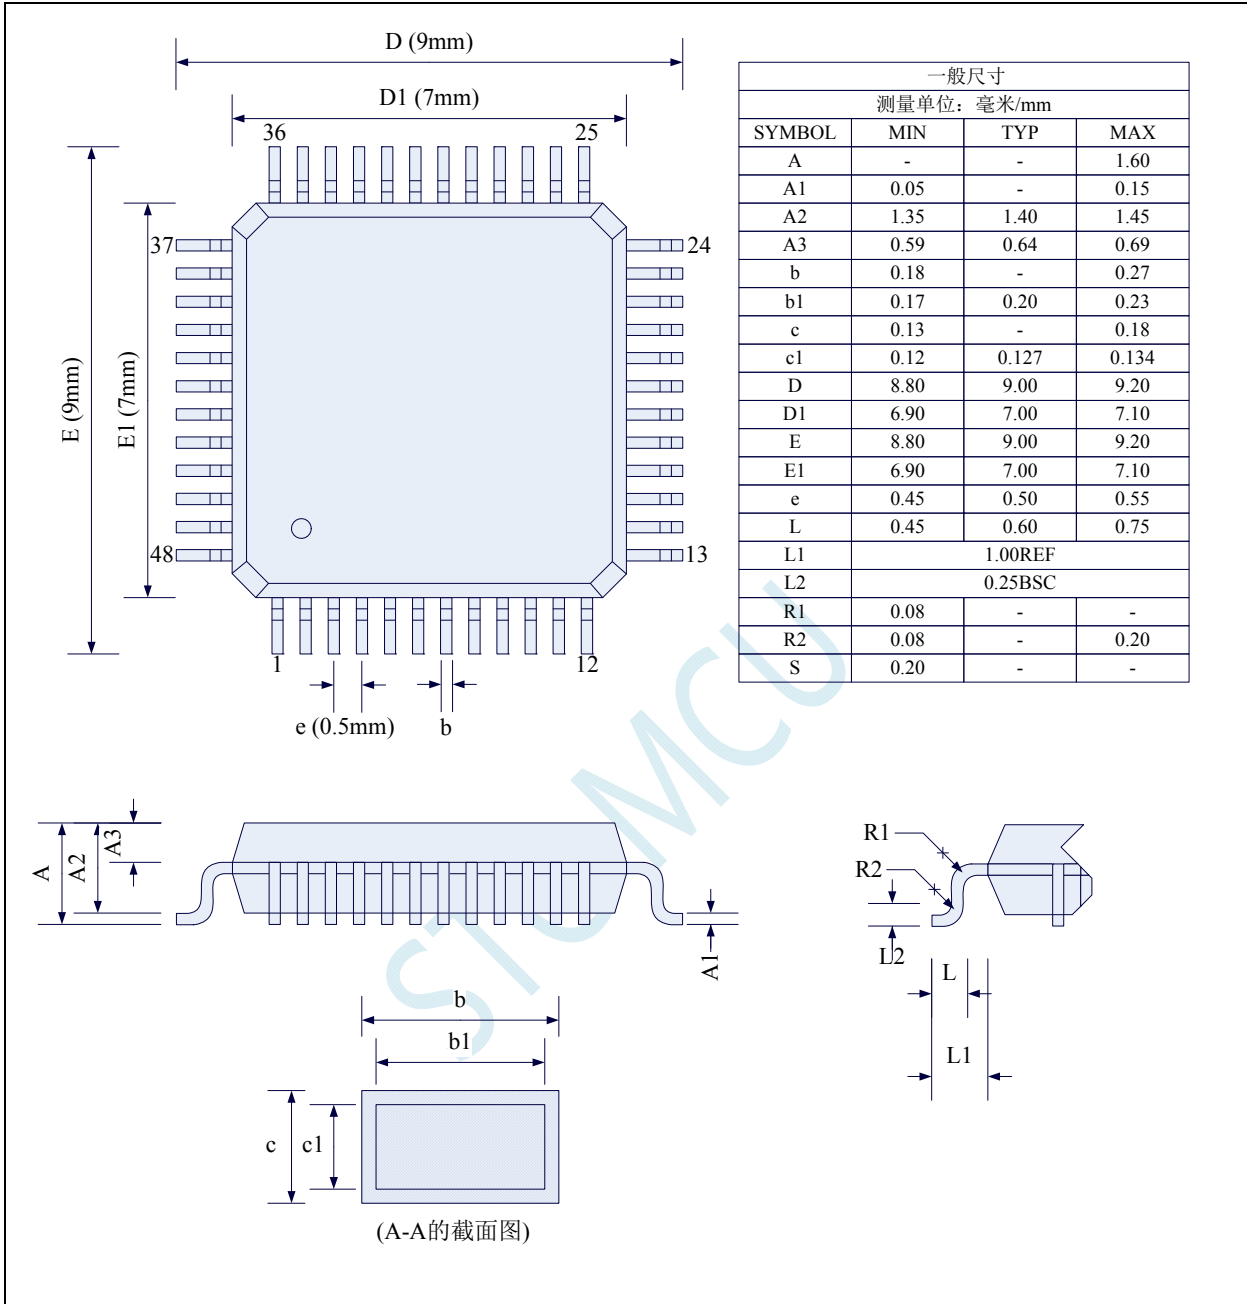 D (9mm)
D1 (7mm)
36 25
37 24
48 13
1 12
E (9mm)
E1 (7mm)
e (0.5mm) b
一般尺寸
测量单位：毫米/mm
SYMBOL MIN TYP MAX
A - - 1.60
A1 0.05 - 0.15
A2 1.35 1.40 1.45
A3 0.59 0.64 0.69
b 0.18 - 0.27
b1 0.17 0.20 0.23
c 0.13 - 0.18
c1 0.12 0.127 0.134
D 8.80 9.00 9.20
D1 6.90 7.00 7.10
E 8.80 9.00 9.20
E1 6.90 7.00 7.10
e 0.45 0.50 0.55
L 0.45 0.60 0.75
L1 1.00REF
L2 0.25BSC
R1 0.08 - -
R2 0.08 - 0.20
S 0.20 - -
STC MCU
A
A2
A3
A1
R1
R2
L2
L
L1
b
b1
c
c1
(A-A的截面图)